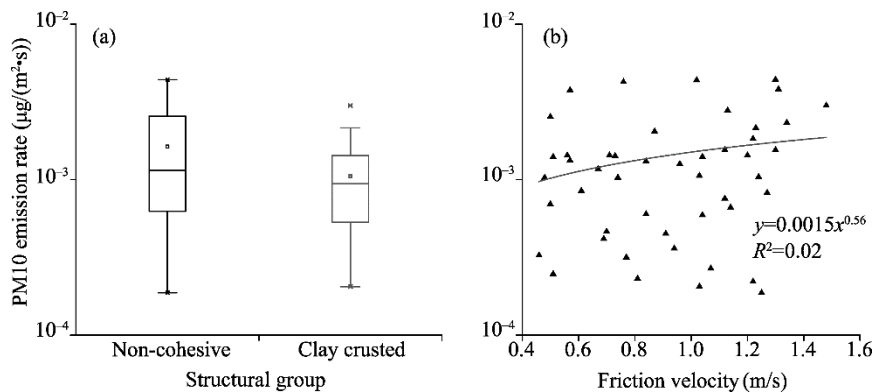 PM10 emission rate (μg/(m²•s))
10⁻²
10⁻³
10⁻⁴
(a)
Non-cohesive
Clay crusted
Structural group
10⁻²
10⁻³
10⁻⁴
(b)
y=0.0015x⁰·⁵⁶
R²=0.02
0.4
0.6
0.8
1.0
1.2
1.4
1.6
Friction velocity (m/s)